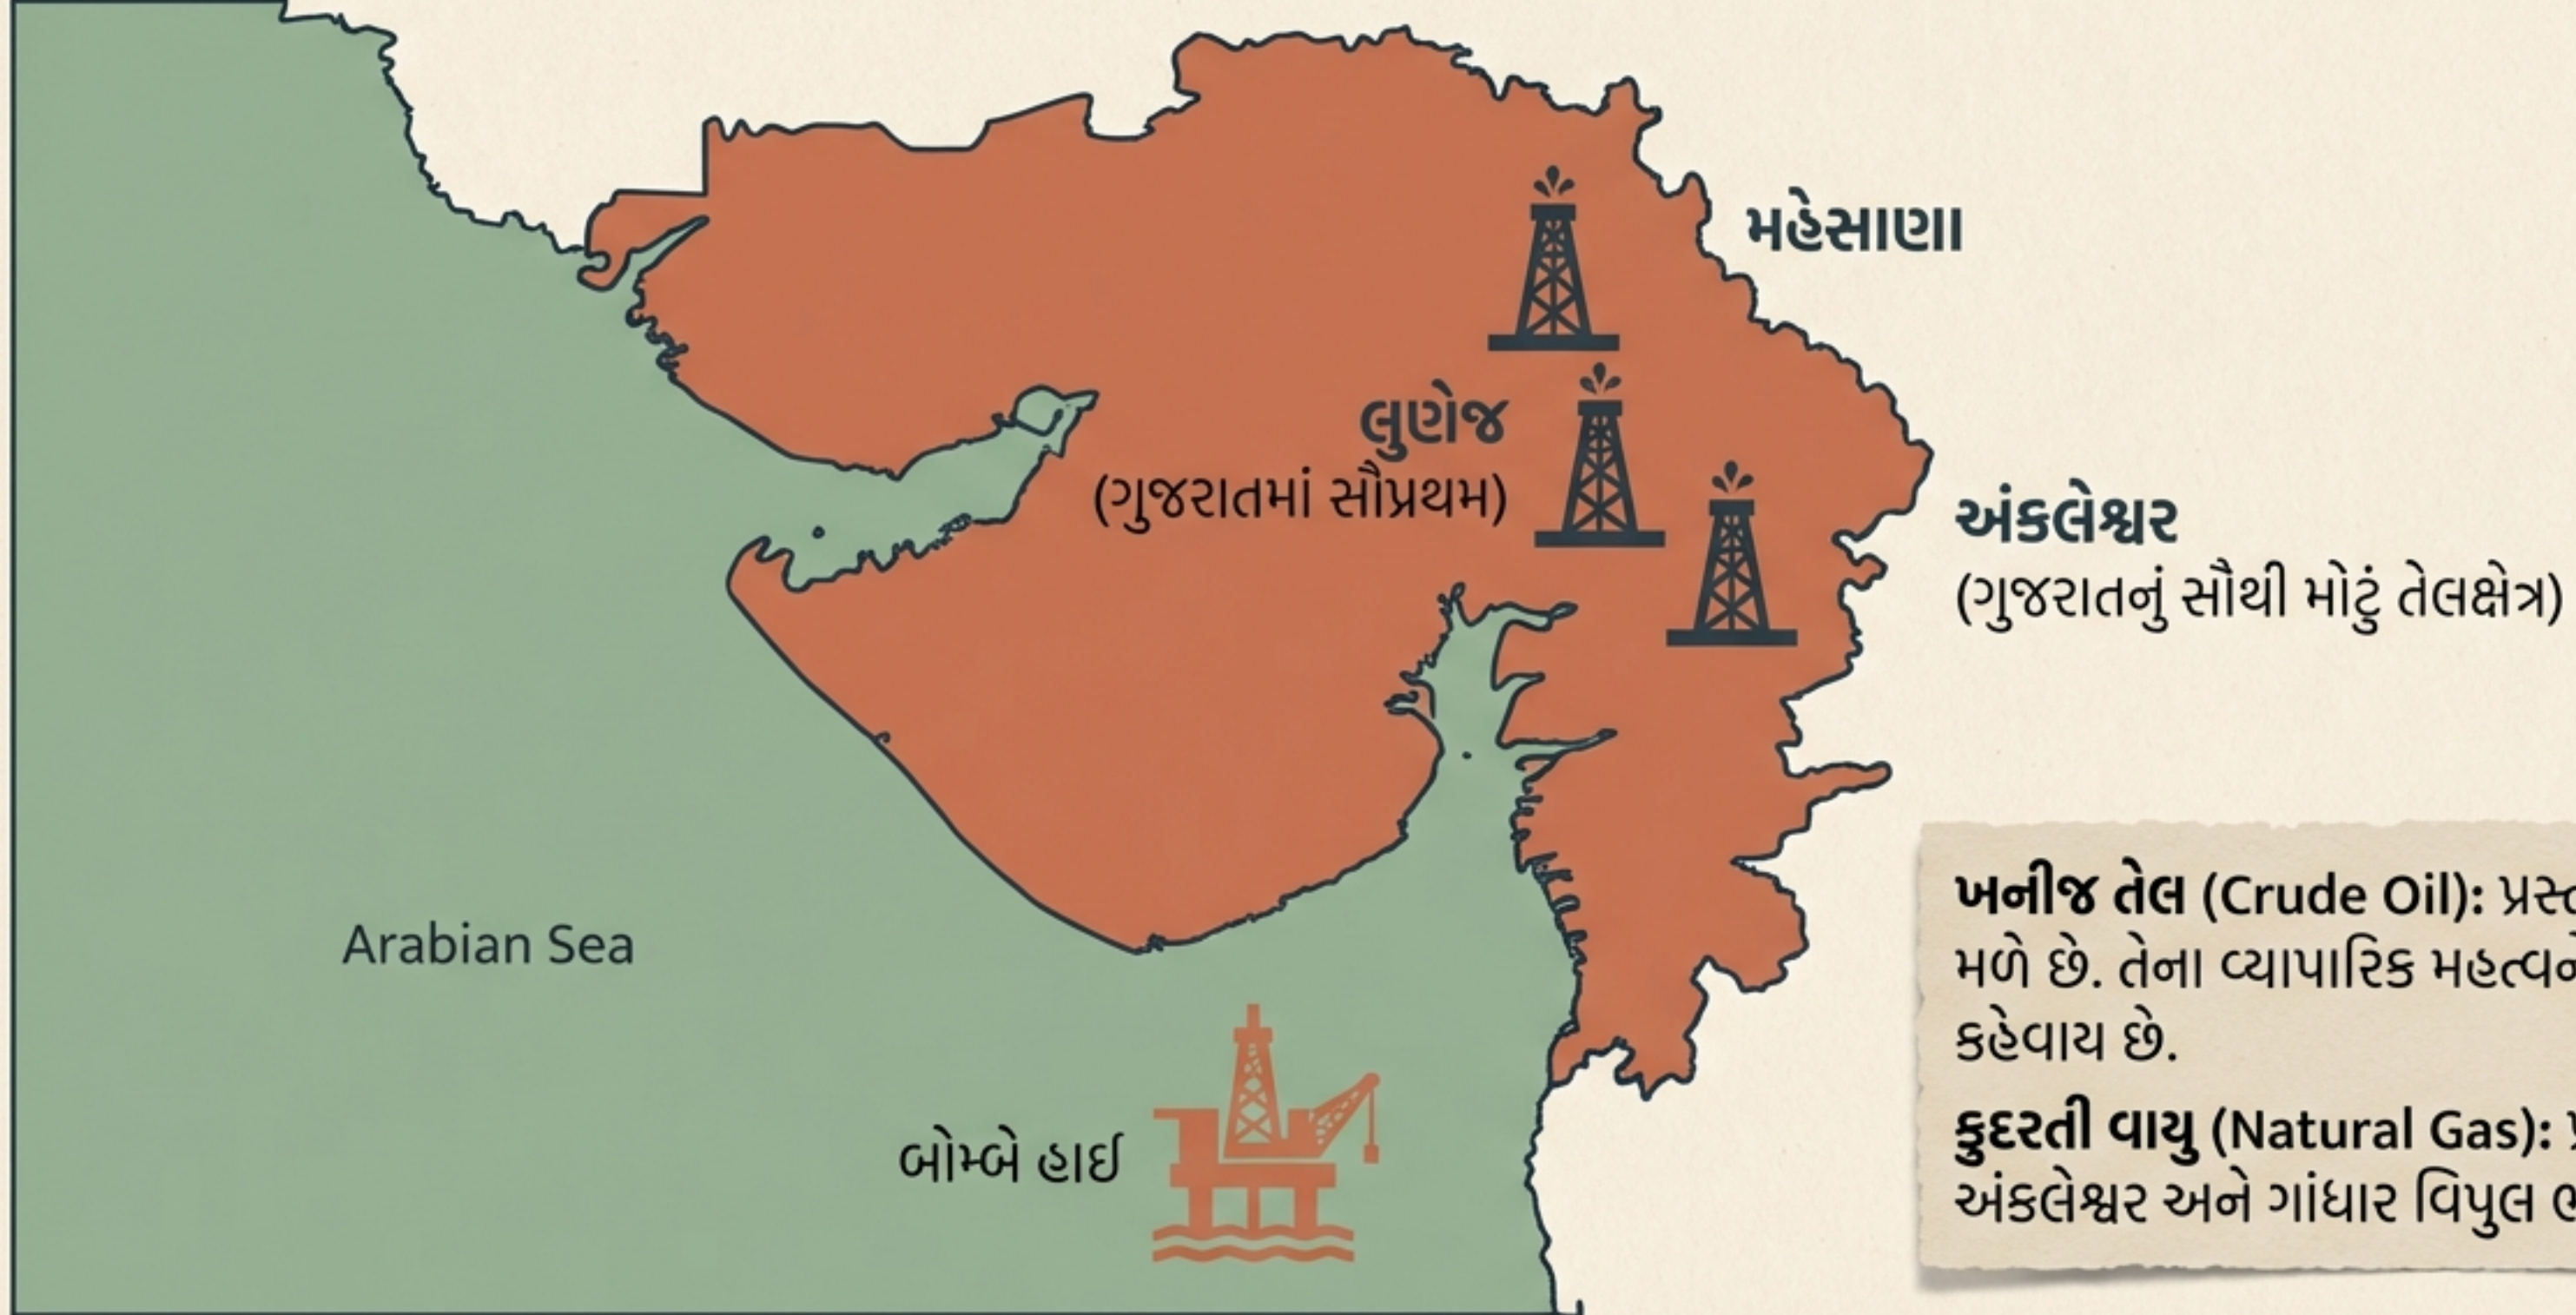 મહેસાણા
લુણેજ
(ગુજરાતમાં સૌપ્રથમ)
અંકલેશ્વર
(ગુજરાતનું સૌથી મોટું તેલક્ષેત્ર)
Arabian Sea
બોમ્બે હાઈ
ખનીજ તેલ (Crude Oil):
મળે છે. તેના વ્યાપારિક
કહેવાય છે.
કુદરતી વાયુ (Natural Gas):
અંકલેશ્વર અને ગાંધાર વિપુલ